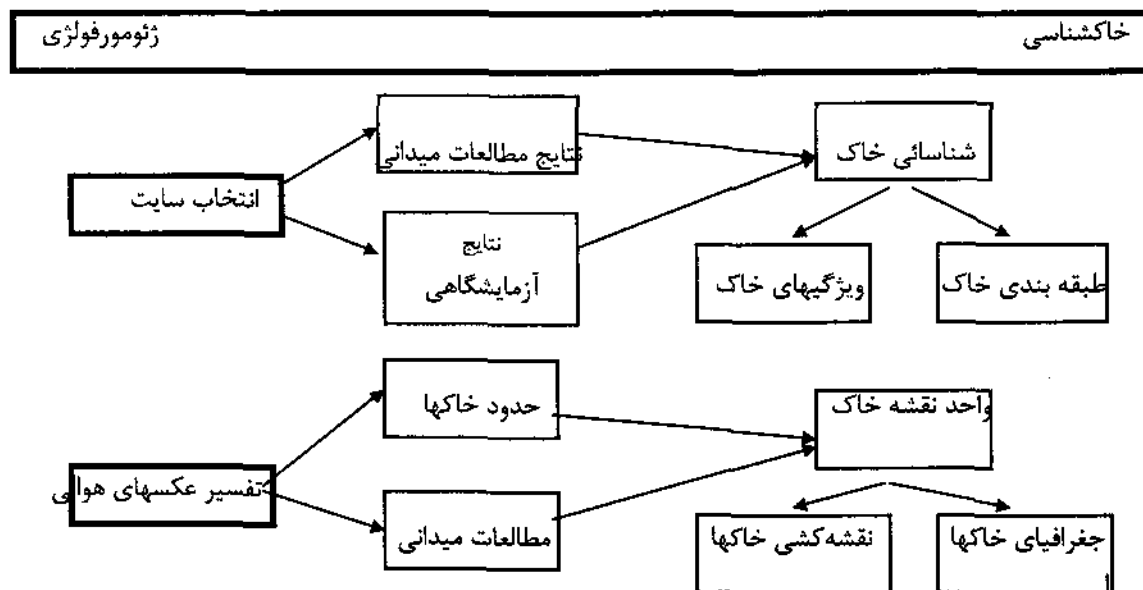 خاکشناسی ژئومورفولژی
نتایج مطالعات میدانی
شناسائی خاک
انتخاب سایت
نتایج
آزمایشگاهی
ویژگیهای خاک
طبقه بندی خاک
حدود خاکها
واحد نقشه خاک
تفسیر عکسهای هوایی
مطالعات میدانی
نقشه‌کشی خاکها
جغرافیای خاکها